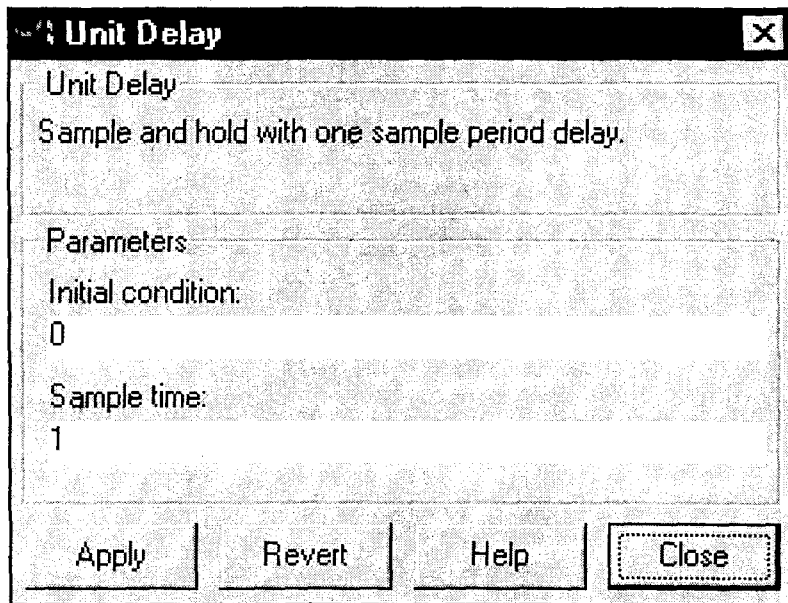 Unit Delay
Unit Delay
Sample and hold with one sample period delay.
Parameters
Initial condition:
0
Sample time:
1
Apply Revert Help Close